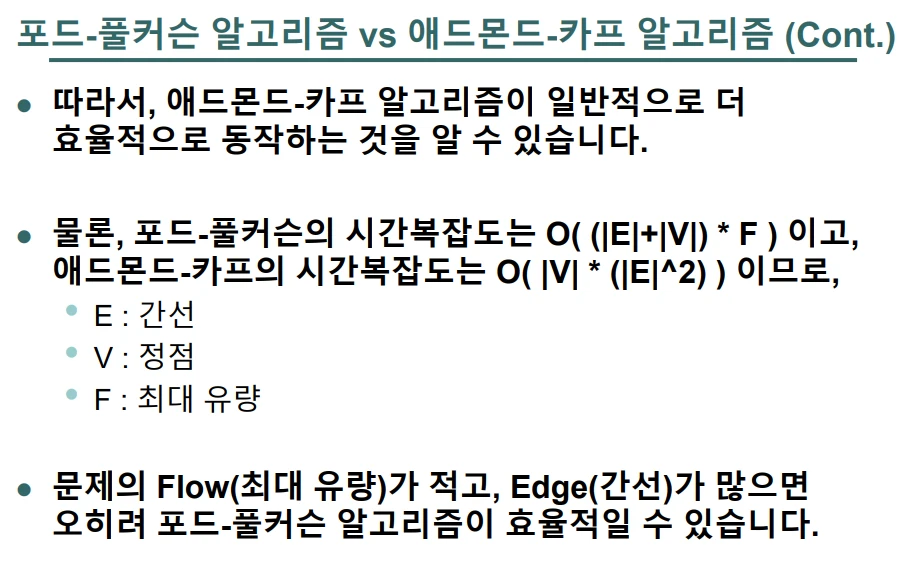 포드-풀커슨 알고리즘 vs 애드몬드-카프 알고리즘 (Cont.)
따라서, 애드몬드-카프 알고리즘이 일반적으로 더
효율적으로 동작하는 것을 알 수 있습니다.
물론, 포드-풀커슨의 시간복잡도는 O( (|E|+|V|) * F ) 이고,
애드몬드-카프의 시간복잡도는 O( |V| * (|E|^2) ) 이므로,
E : 간선
V : 정점
F : 최대 유량
문제의 Flow(최대 유량)가 적고, Edge(간선)가 많으면
오히려 포드-풀커슨 알고리즘이 효율적일 수 있습니다.